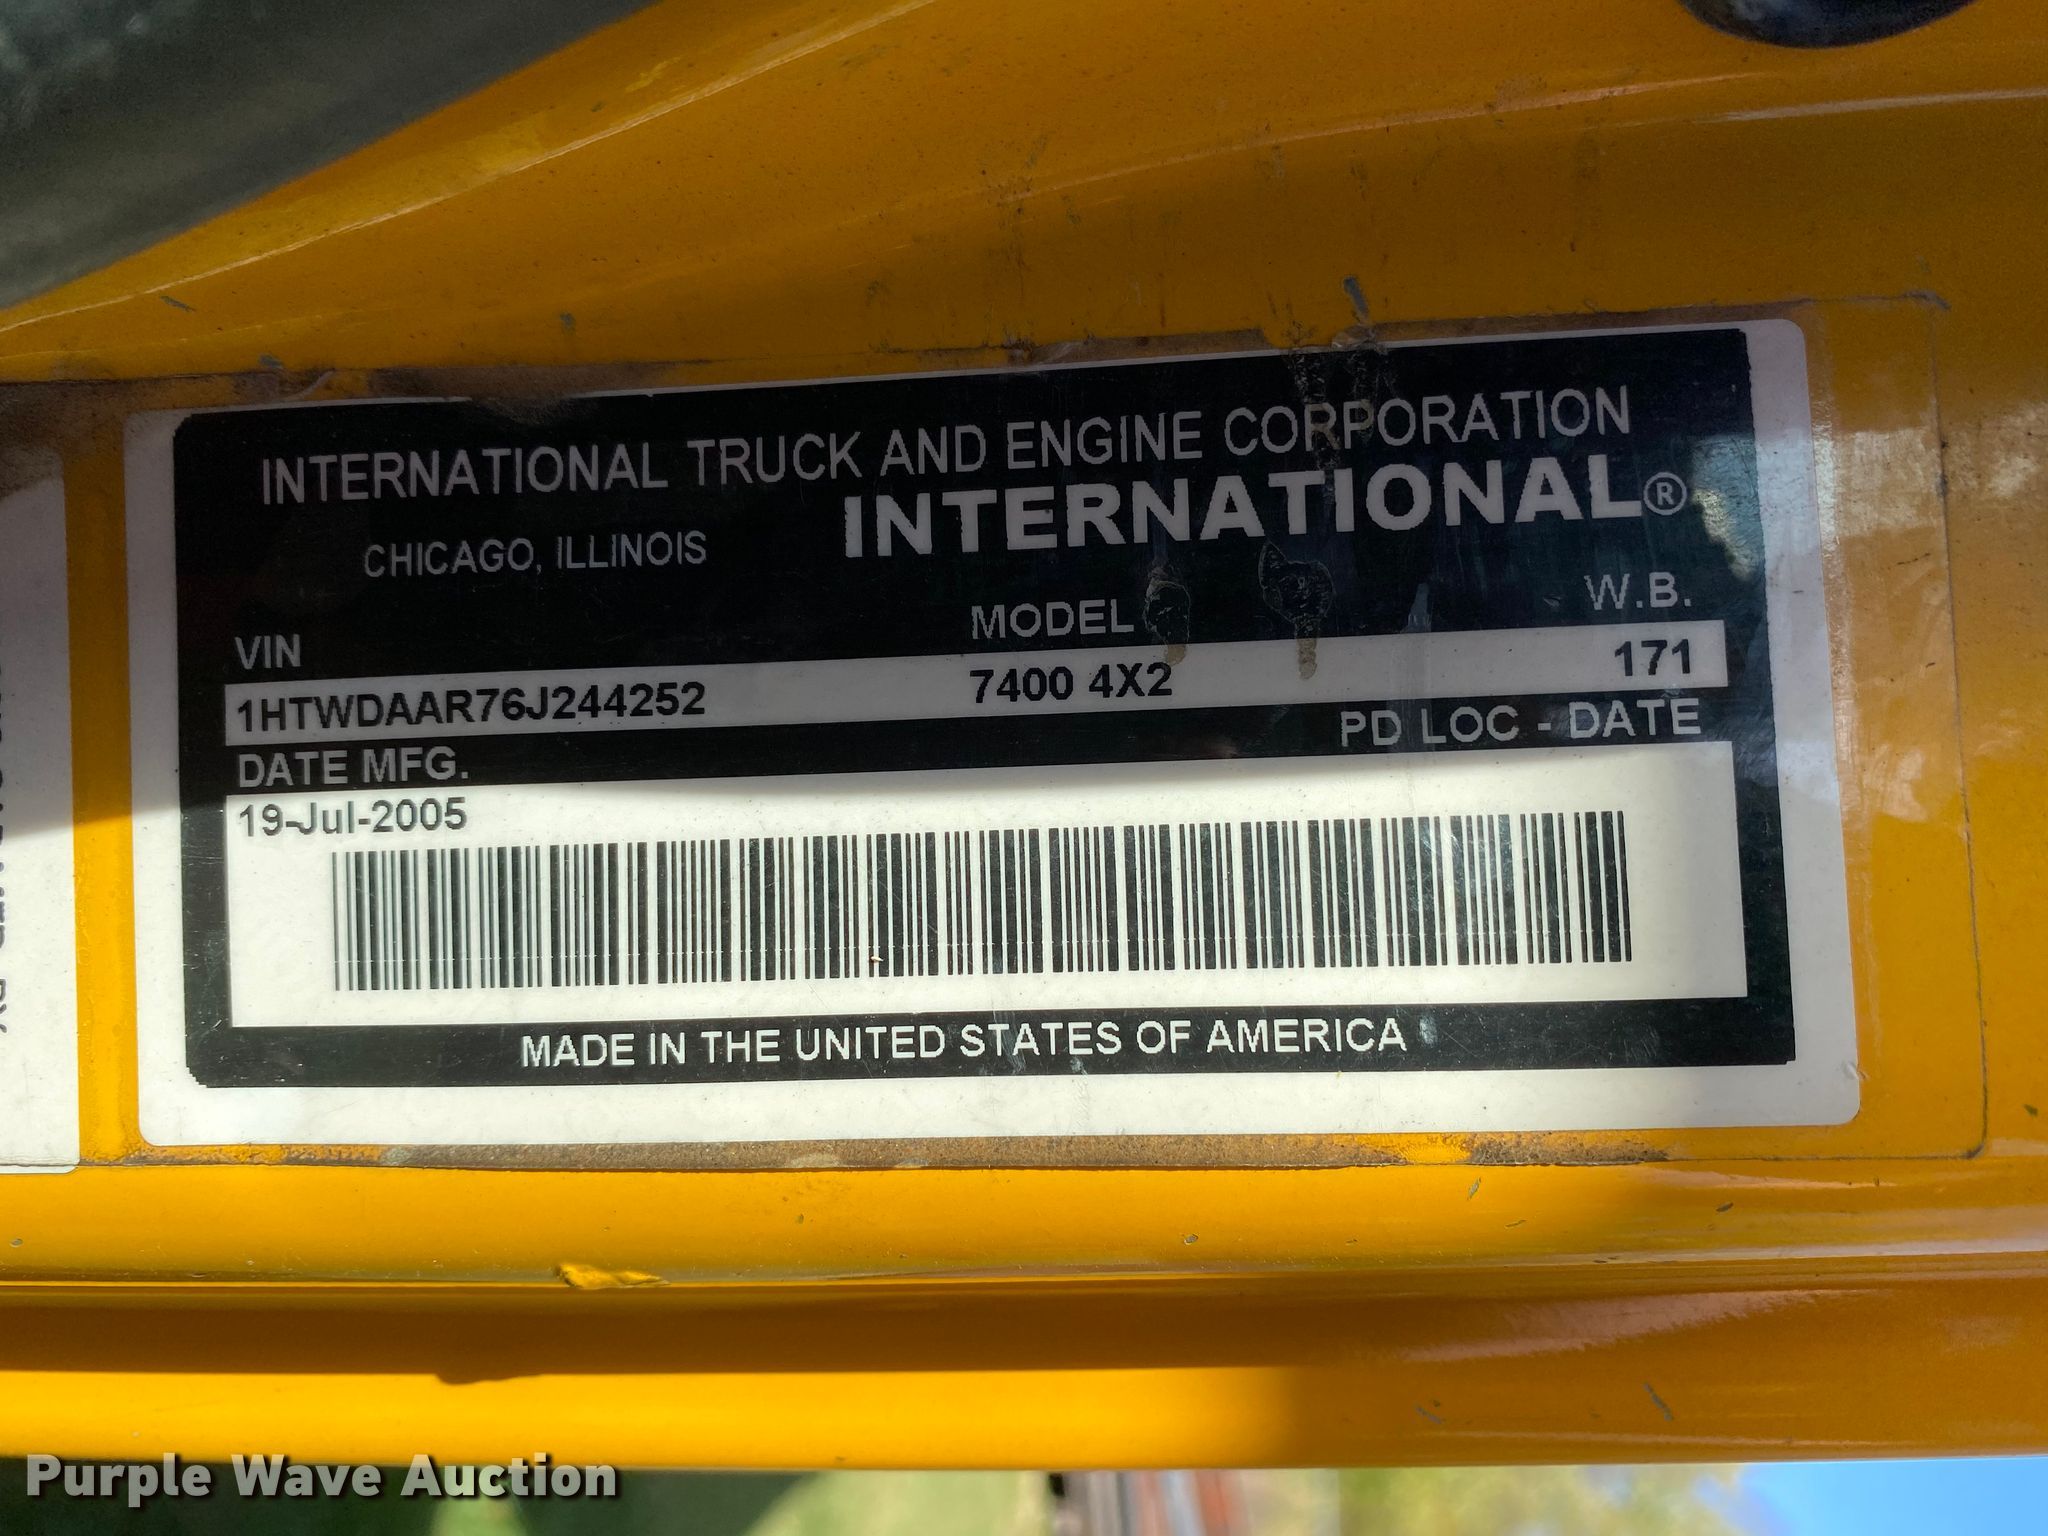 INTERNATIONAL TRUCK AND ENGINE CORPORATION
CHICAGO, ILLINOIS INTERNATIONAL®
VIN MODEL W.B.
1HTWDAAR76J244252 7400 4X2 171
DATE MFG. PD LOC - DATE
19-Jul-2005
MADE IN THE UNITED STATES OF AMERICA
Purple Wave Auction